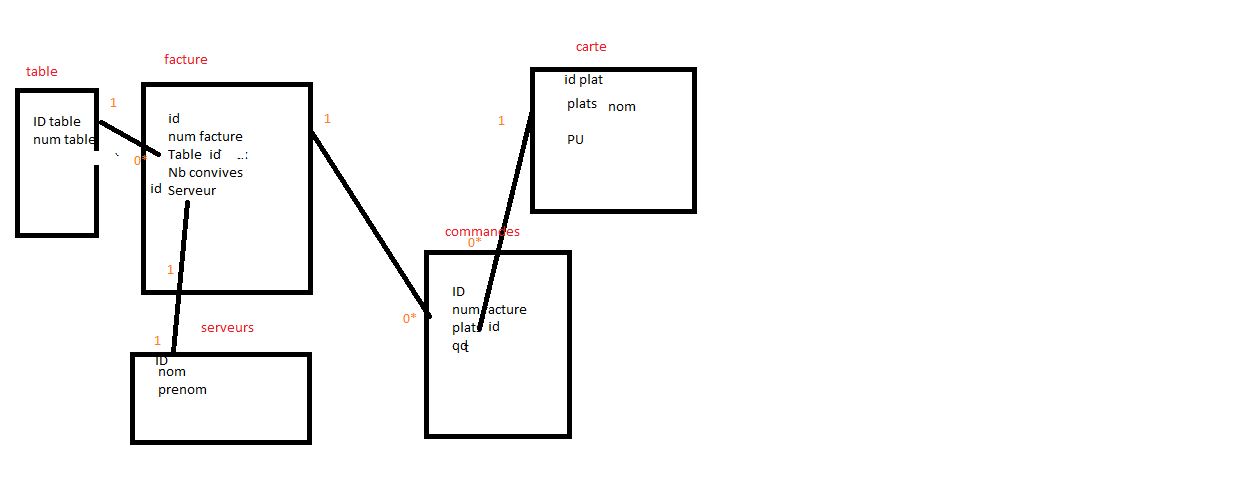 table
1
ID table
num table
facture
id
num facture
Table id ..:
Nb convives
id Serveur
0*
1
1
serveurs
1
ID
nom
prenom
0*
commandes
0*
ID
num facture
plats id
qdt
carte
1
id plat
plats nom
PU